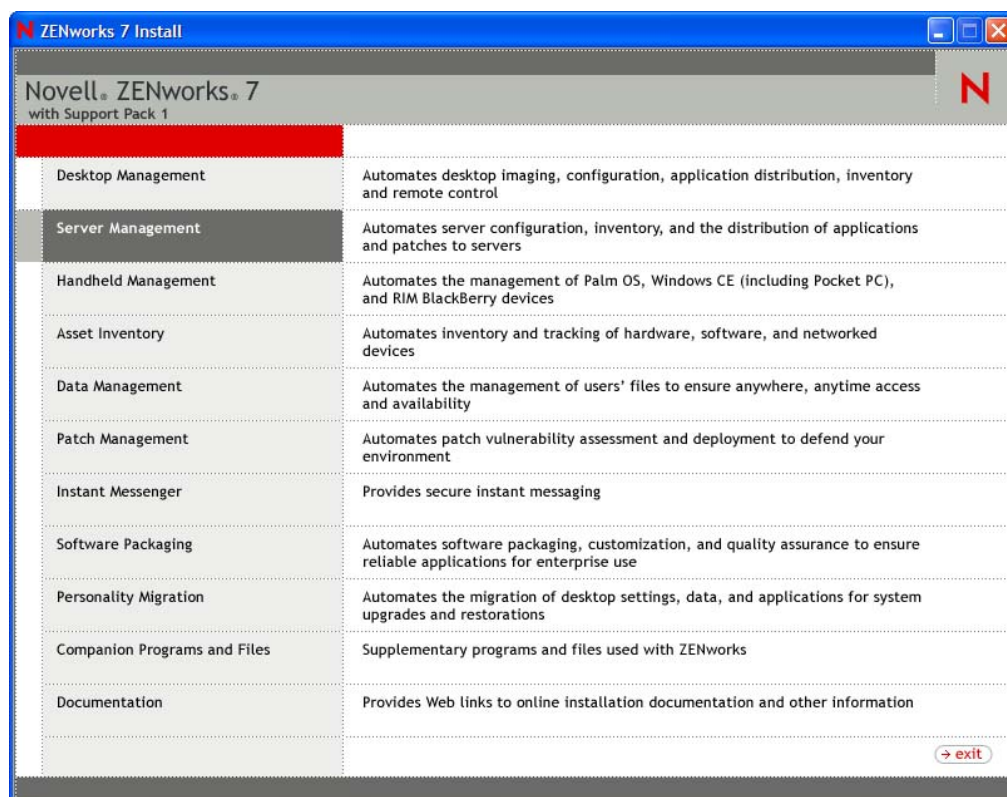 N ZENworks 7 Install
Novell® ZENworks® 7
with Support Pack 1
N
Desktop Management
Automates desktop imaging, configuration, application distribution, inventory
and remote control
Server Management
Automates server configuration, inventory, and the distribution of applications
and patches to servers
Handheld Management
Automates the management of Palm OS, Windows CE (including Pocket PC),
and RIM BlackBerry devices
Asset Inventory
Automates inventory and tracking of hardware, software, and networked
devices
Data Management
Automates the management of users’ files to ensure anywhere, anytime access
and availability
Patch Management
Automates patch vulnerability assessment and deployment to defend your
environment
Instant Messenger
Provides secure instant messaging
Software Packaging
Automates software packaging, customization, and quality assurance to ensure
reliable applications for enterprise use
Personality Migration
Automates the migration of desktop settings, data, and applications for system
upgrades and restorations
Companion Programs and Files
Supplementary programs and files used with ZENworks
Documentation
Provides Web links to online installation documentation and other information
→ exit